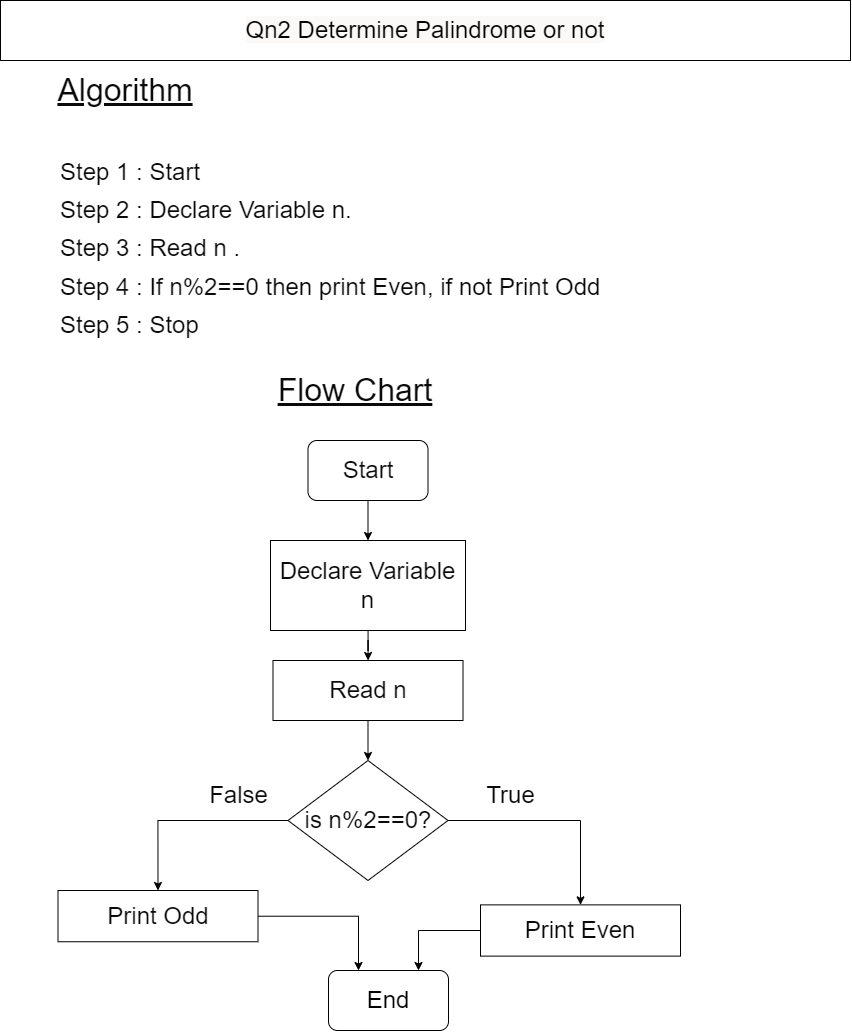 Qn2 Determine Palindrome or not
Algorithm
Step 1 : Start
Step 2 : Declare Variable n.
Step 3 : Read n .
Step 4 : If n%2==0 then print Even, if not Print Odd
Step 5 : Stop
Flow Chart
Start
Declare Variable
n
Read n
False
True
is n%2==0?
Print Odd
Print Even
End